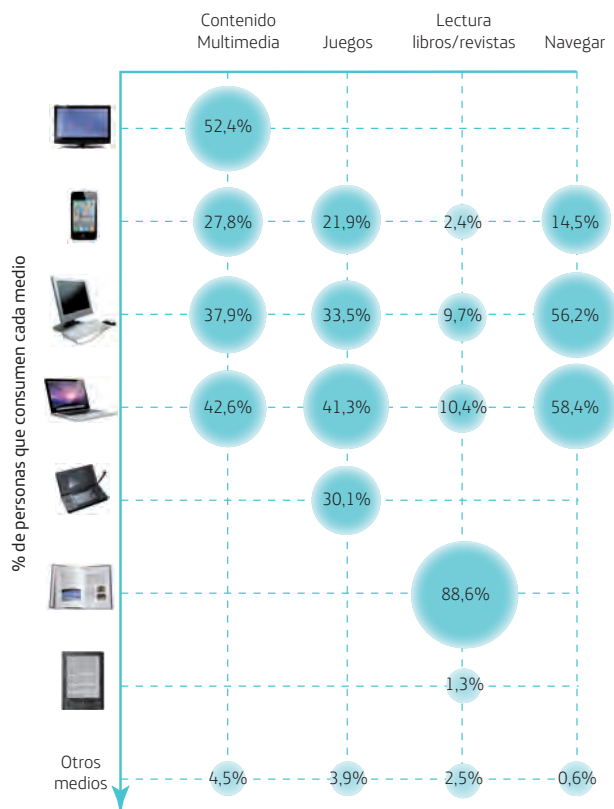 Contenido
Multimedia
Juegos
Lectura
libros/revistas
Navegar
% de personas que consumen cada medio
52,4%
27,8% 21,9% 2,4% 14,5%
37,9% 33,5% 9,7% 56,2%
42,6% 41,3% 10,4% 58,4%
30,1%
88,6%
1,3%
Otros
medios
4,5% 3,9% 2,5% 0,6%